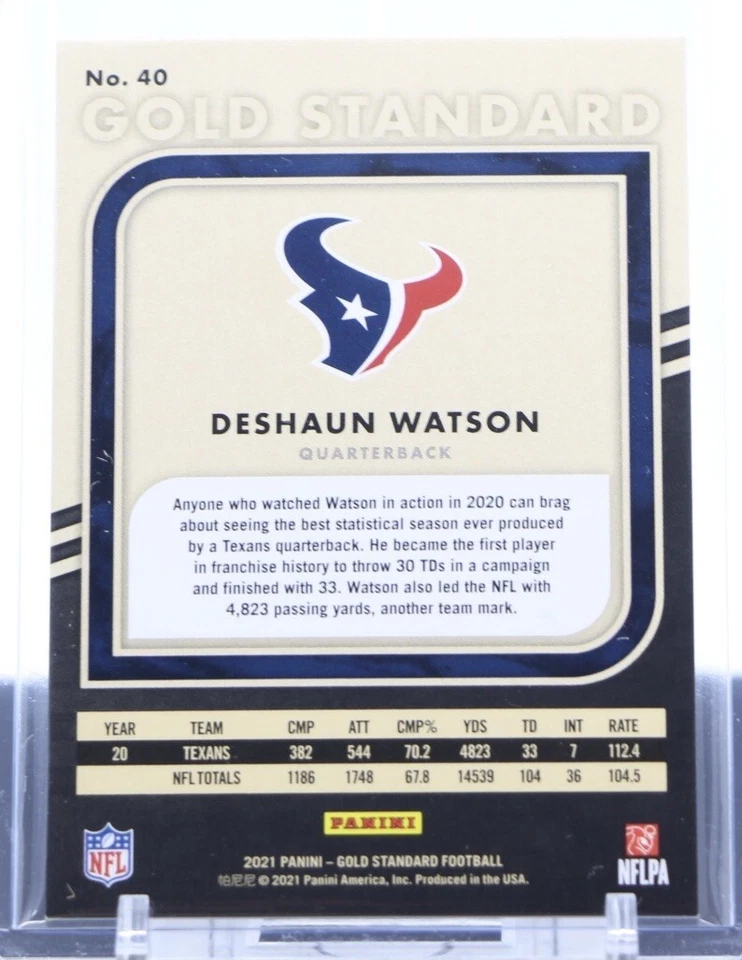 No. 40
GOLD STANDARD
DESHAUN WATSON
QUARTERBACK
Anyone who watched Watson in action in 2020 can brag
about seeing the best statistical season ever produced
by a Texans quarterback. He became the first player
in franchise history to throw 30 TDs in a campaign
and finished with 33. Watson also led the NFL with
4,823 passing yards, another team mark.
YEAR TEAM CMP ATT CMP% YDS TD INT RATE
20 TEXANS 382 544 70.2 4823 33 7 112.4
NFL TOTALS 1186 1748 67.8 14539 104 36 104.5
PANINI
NFL
NFLPA
2021 PANINI – GOLD STANDARD FOOTBALL
帕尼尼 © 2021 Panini America, Inc. Produced in the USA.